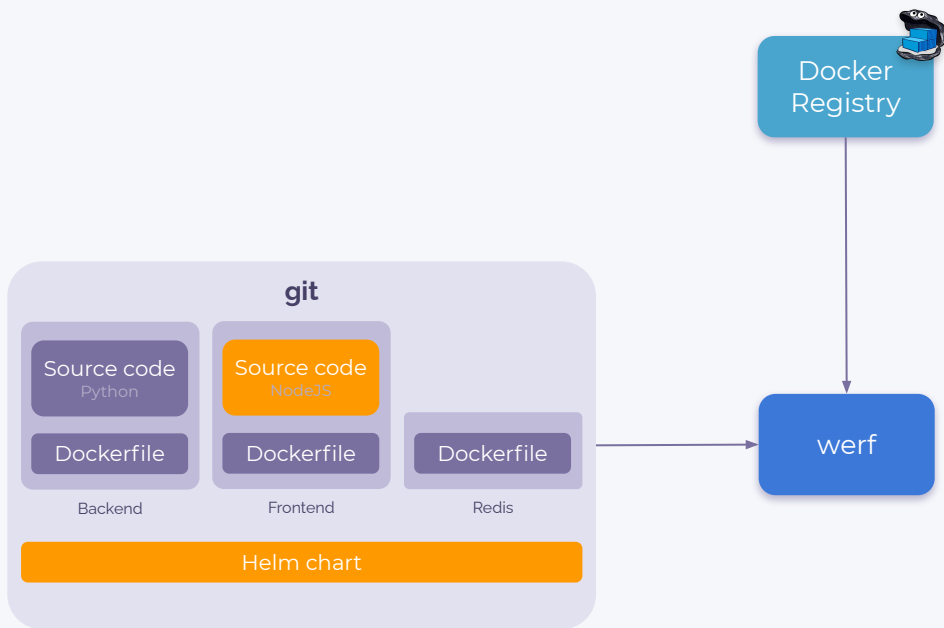 Docker
Registry
git
Source code
Python
Dockerfile
Backend
Source code
NodeJS
Dockerfile
Frontend
Dockerfile
Redis
Helm chart
werf